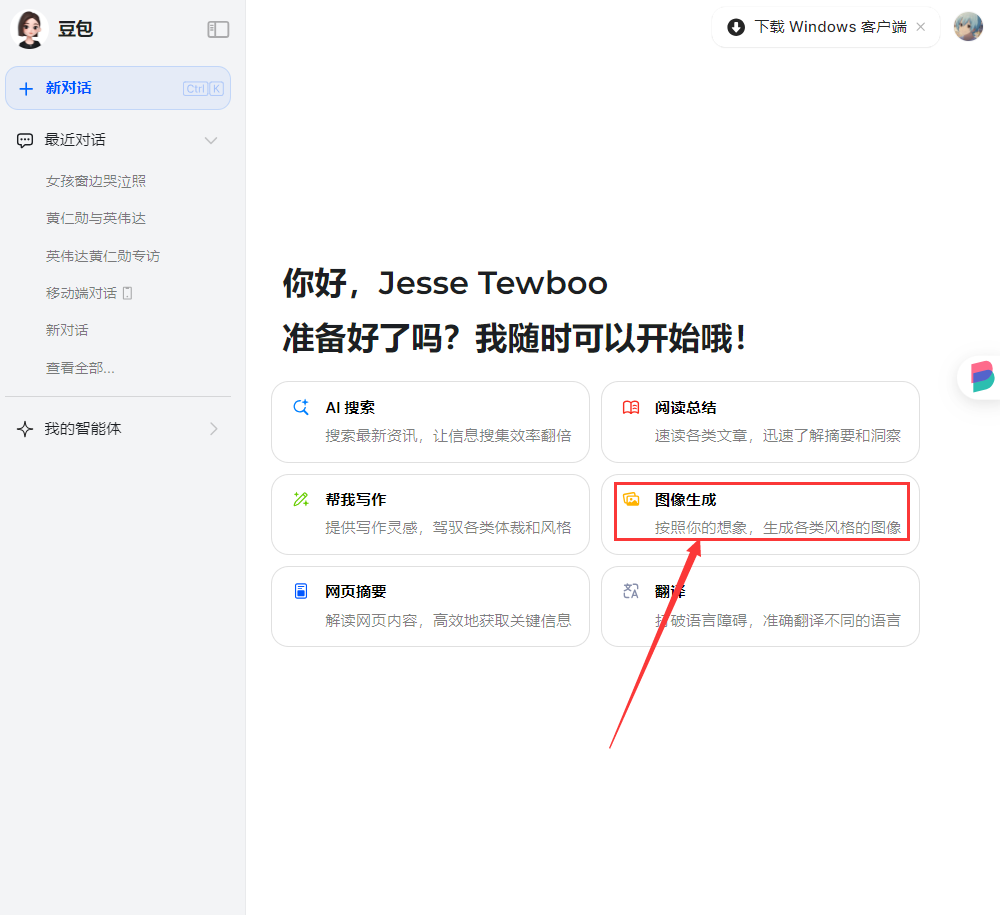 豆包
新对话
Ctrl K
最近对话
女孩窗边哭泣照
黄仁勋与英伟达
英伟达黄仁勋专访
移动端对话
新对话
查看全部...
我的智能体
下载 Windows 客户端
你好，Jesse Tewboo
准备好了吗？我随时可以开始哦！
AI 搜索
搜索最新资讯，让信息搜集效率翻倍
阅读总结
速读各类文章，迅速了解摘要和洞察
帮我写作
提供写作灵感，驾驭各类体裁和风格
图像生成
按照你的想象，生成各类风格的图像
网页摘要
解读网页内容，高效地获取关键信息
翻译
打破语言障碍，准确翻译不同的语言